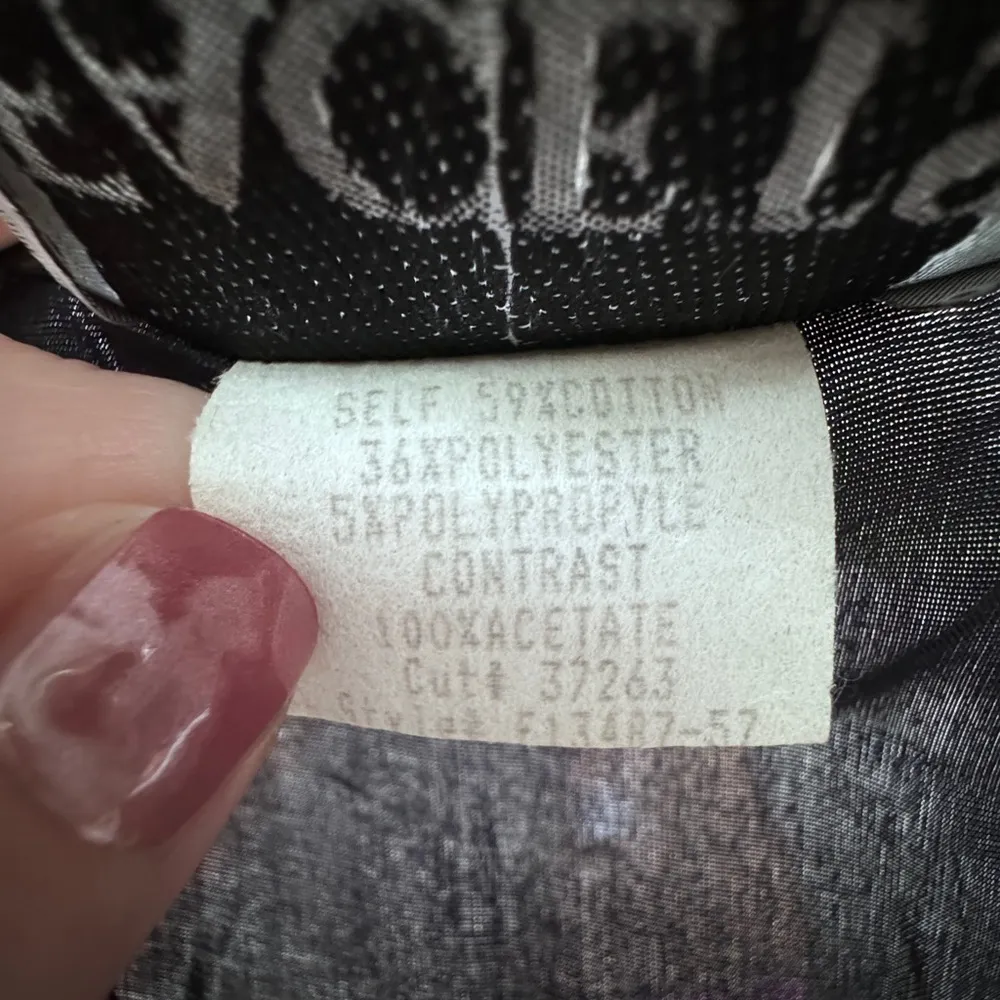 SELF 59%COTTON
36%POLYESTER
5%POLYPROPYLE
CONTRAST
100%ACETATE
Cut# 37263